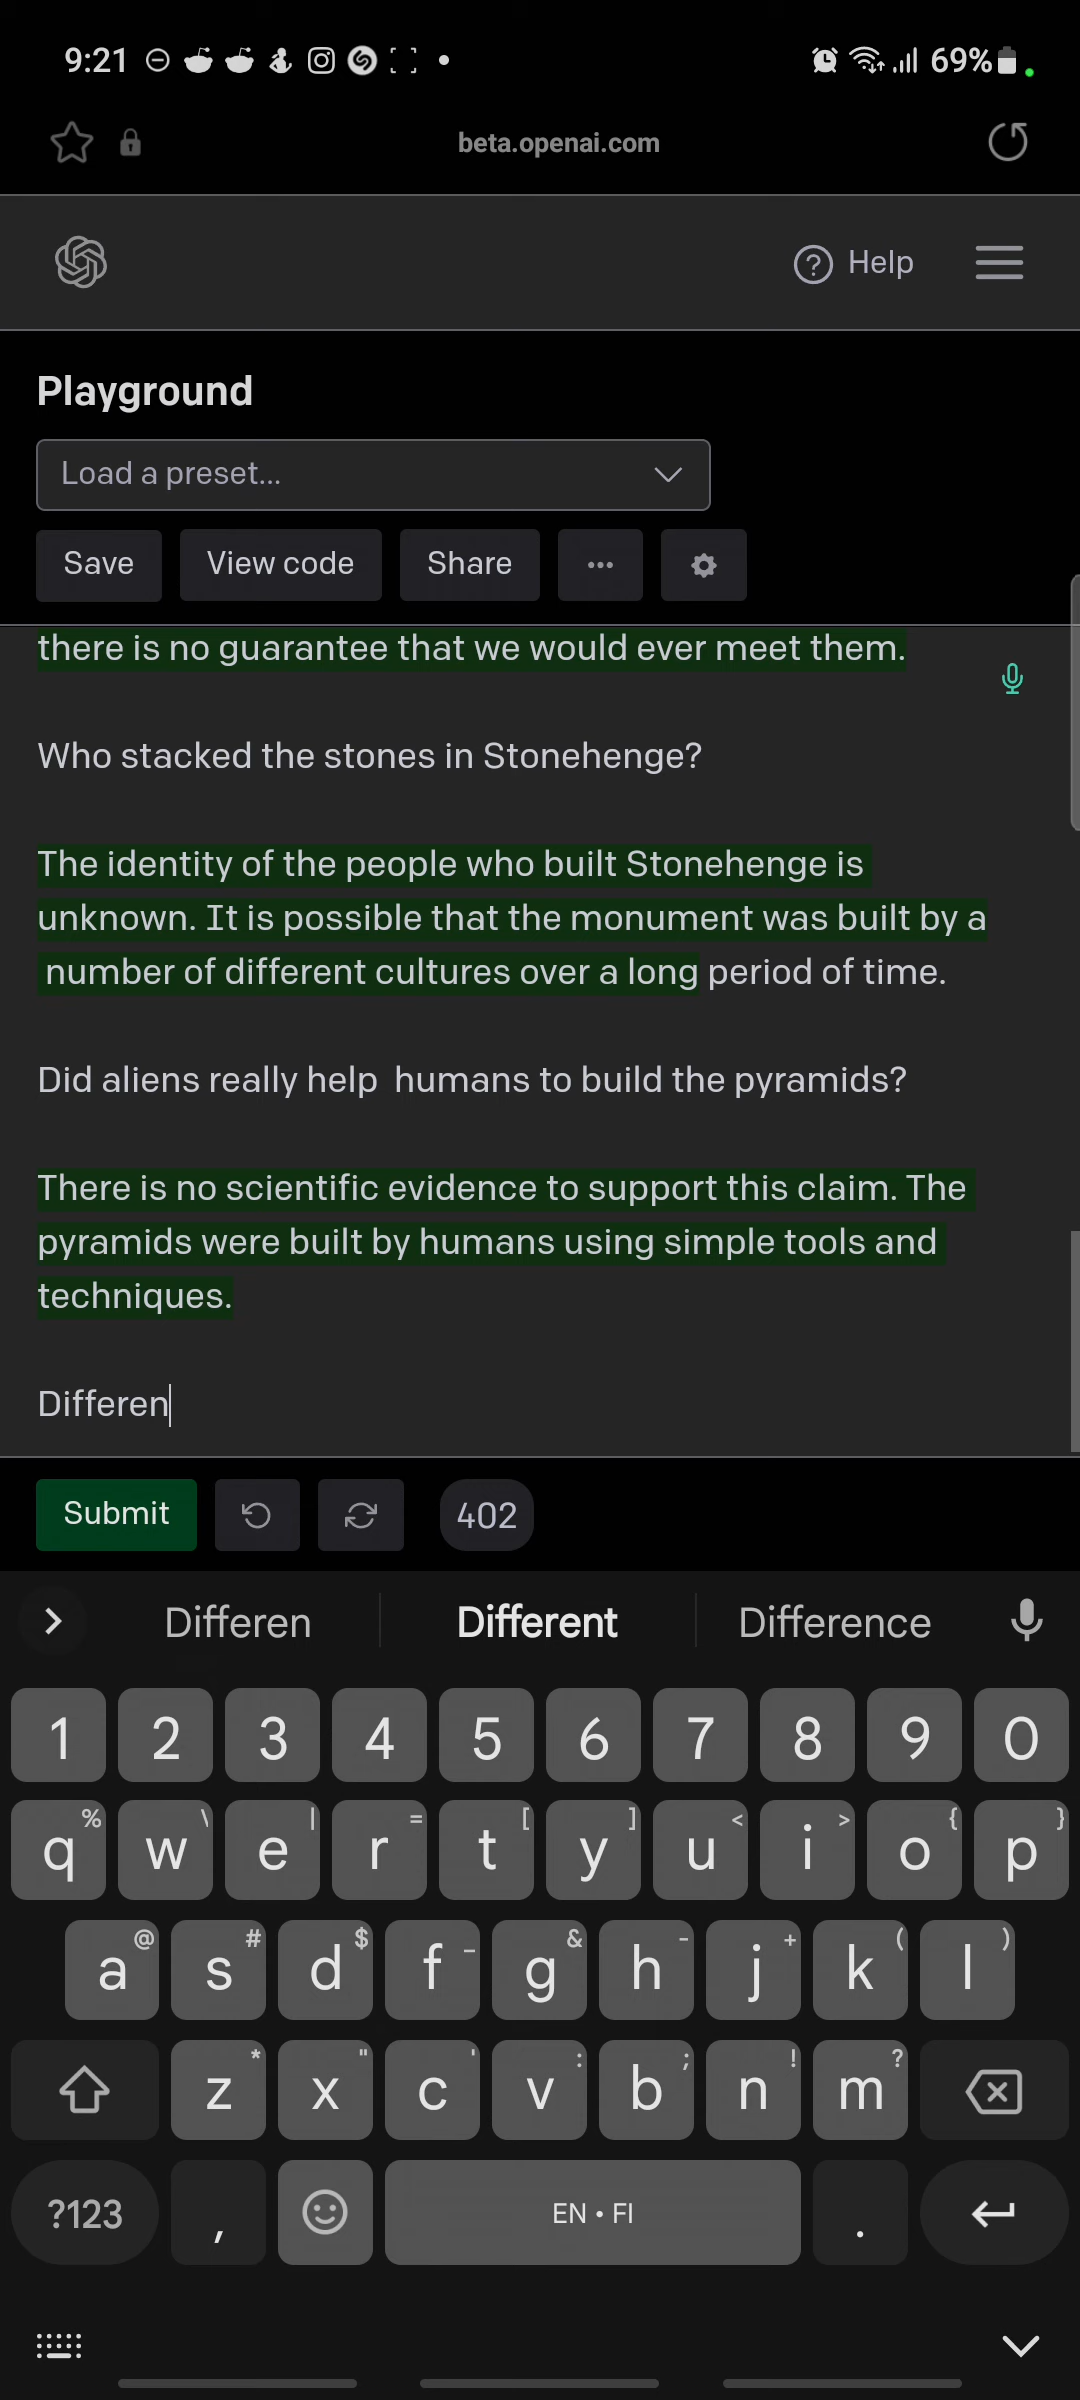 9:21
69%
beta.openai.com
Help
Playground
Load a preset...
Save
View code
Share
...
there is no guarantee that we would ever meet them.
Who stacked the stones in Stonehenge?
The identity of the people who built Stonehenge is
unknown. It is possible that the monument was built by a
number of different cultures over a long period of time.
Did aliens really help  humans to build the pyramids?
There is no scientific evidence to support this claim. The
pyramids were built by humans using simple tools and
techniques.
Differen
Submit
402
Differen
Different
Difference
1 2 3 4 5 6 7 8 9 0
% \ | = [ ] < > { }
q w e r t y u i o p
@ # $ _ & - + ( )
a s d f g h j k l
* " ' : ; ! ?
z x c v b n m
?123 , EN • FI .